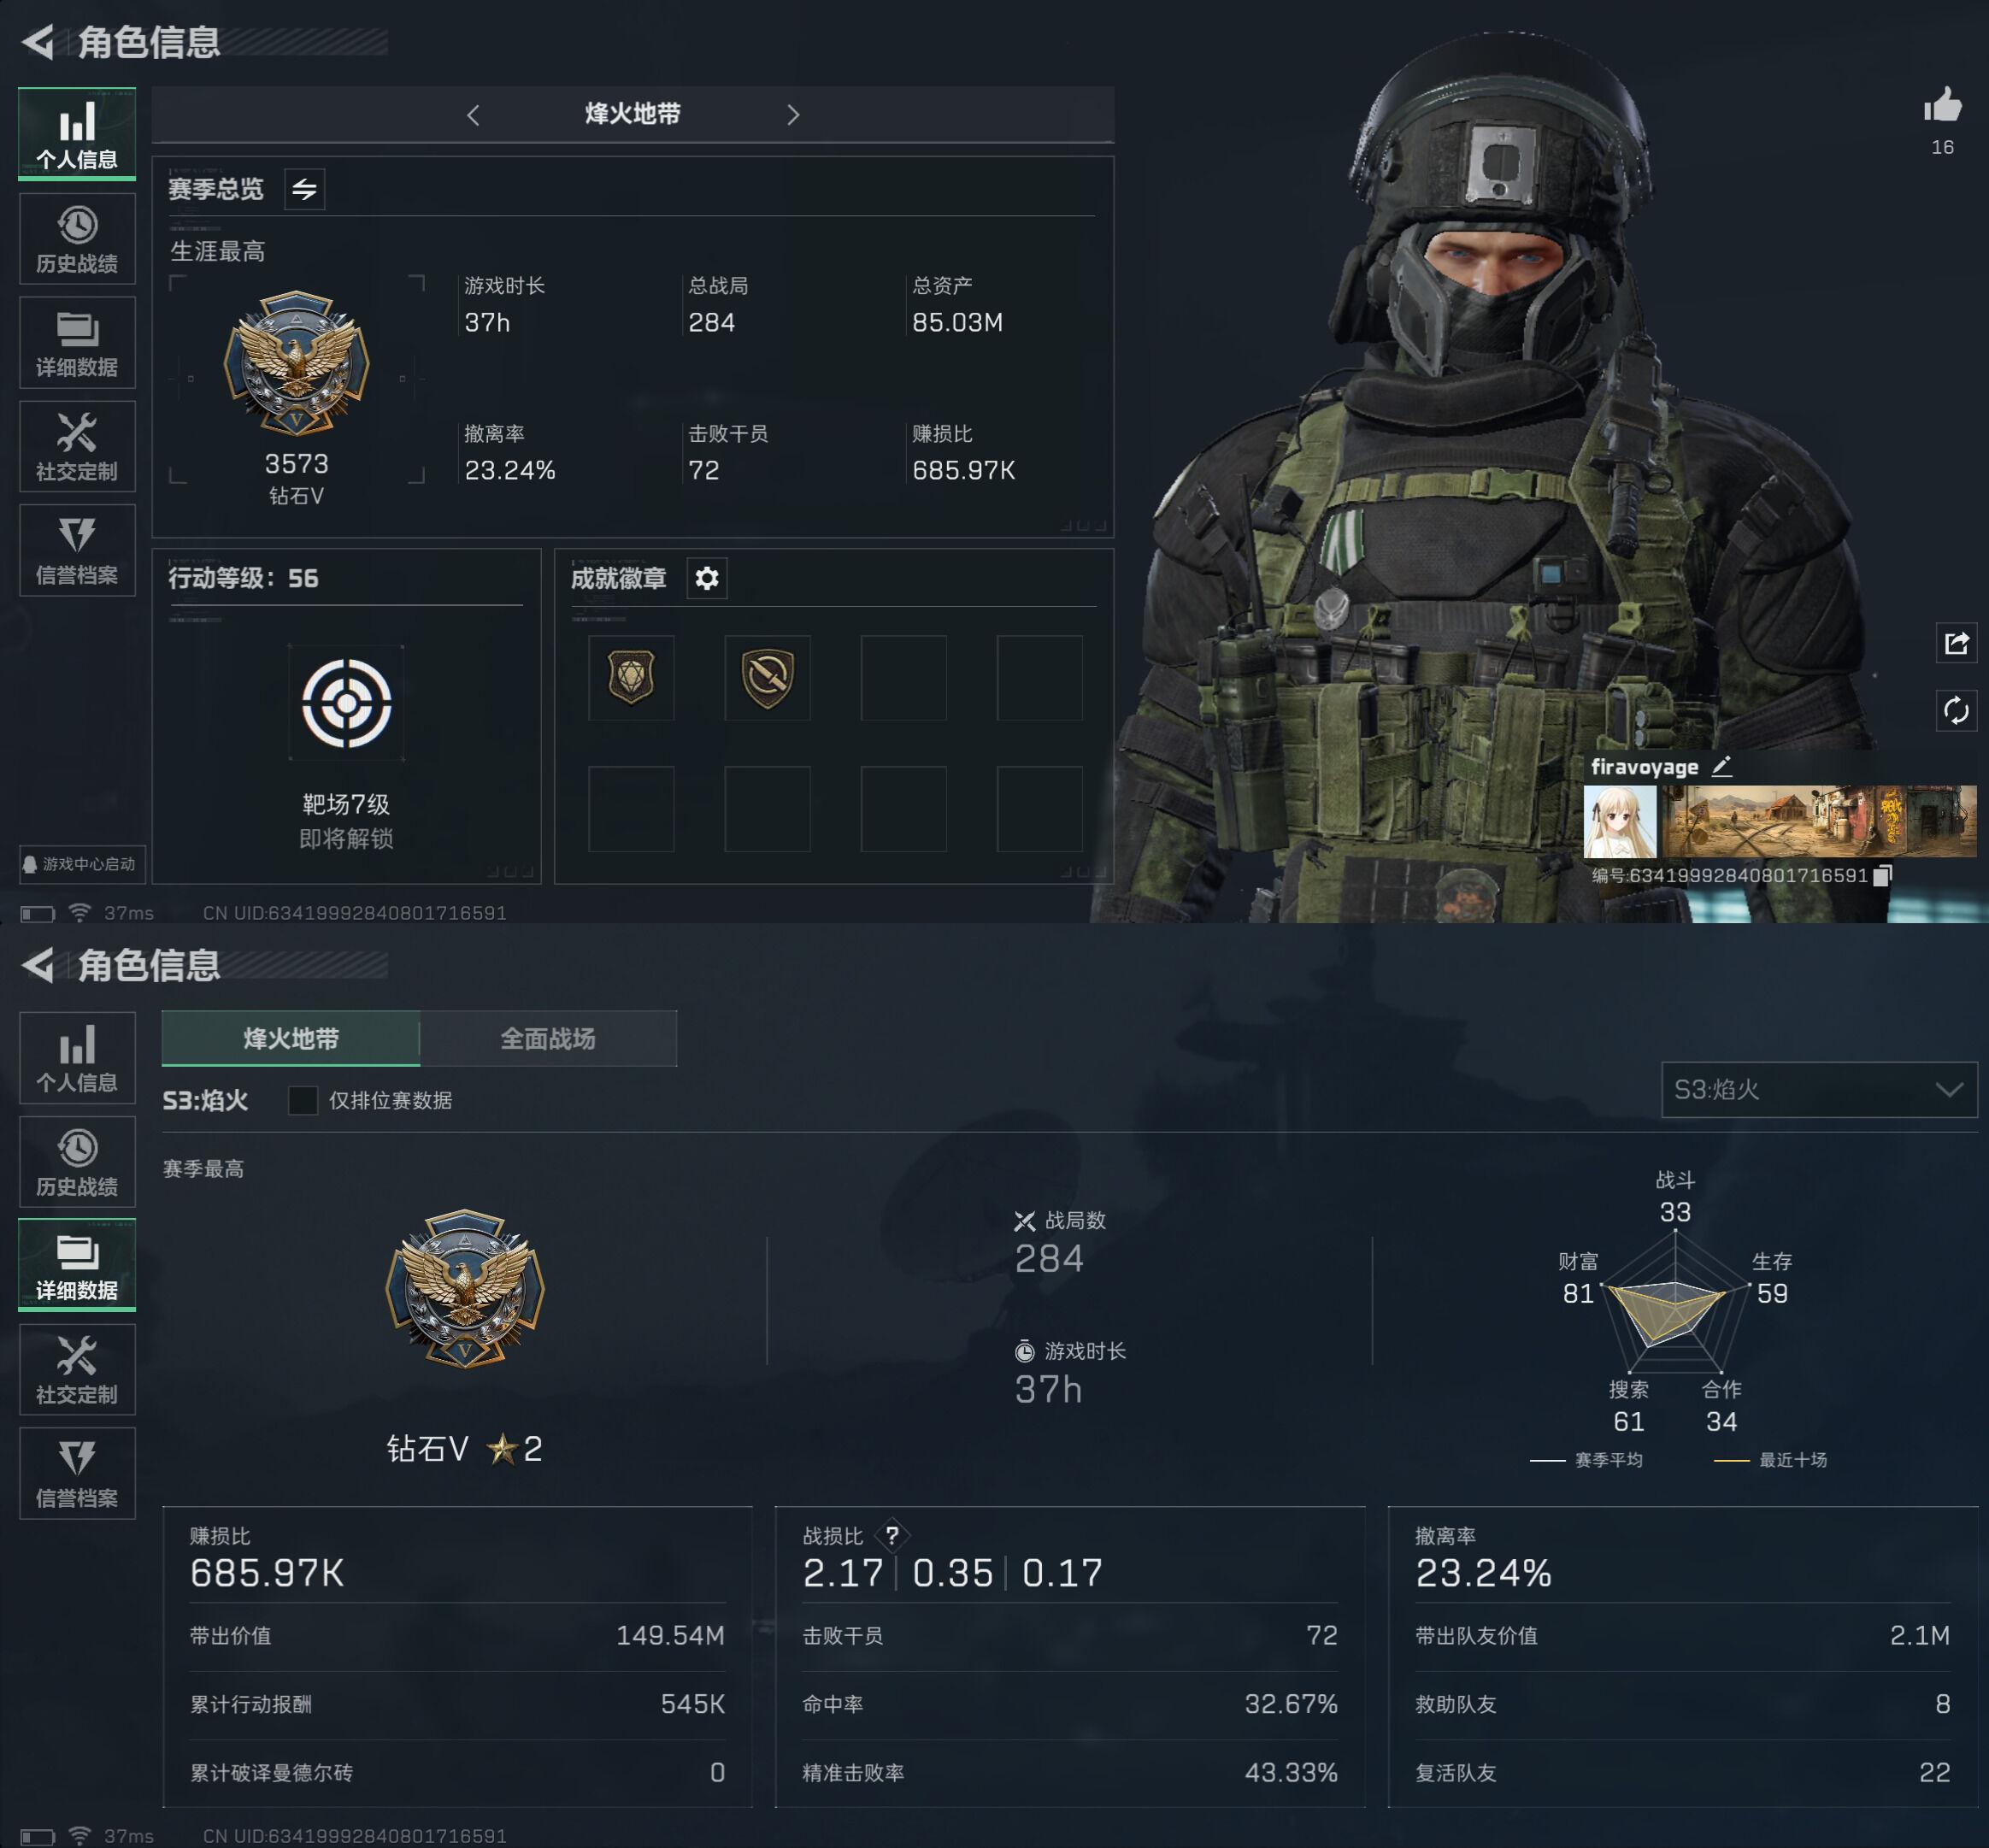 角色信息
个人信息
历史战绩
详细数据
社交定制
信誉档案
游戏中心启动
烽火地带
赛季总览
生涯最高
3573
钻石V
V
游戏时长
37h
总战局
284
总资产
85.03M
撤离率
23.24%
击败干员
72
赚损比
685.97K
行动等级：56
靶场7级
即将解锁
成就徽章
16
firavoyage
编号:634199928408017​16591
37ms
CN UID:63419992840801716591
角色信息
个人信息
历史战绩
详细数据
社交定制
信誉档案
烽火地带
全面战场
S3:焰火
仅排位赛数据
S3:焰火
赛季最高
V
钻石V
2
战局数
284
游戏时长
37h
战斗
33
财富
81
生存
59
搜索
61
合作
34
赛季平均
最近十场
赚损比
685.97K
带出价值
149.54M
累计行动报酬
545K
累计破译曼德尔砖
0
战损比
?
2.17 | 0.35 | 0.17
击败干员
72
命中率
32.67%
精准击败率
43.33%
撤离率
23.24%
带出队友价值
2.1M
救助队友
8
复活队友
22
37ms
CN UID:63419992840801716591